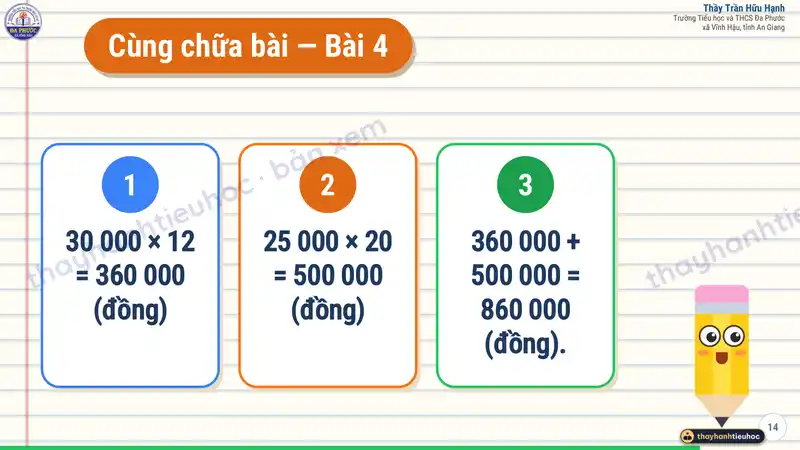 Thầy Trần Hữu Hạnh
Trường Tiểu học và THCS Đa Phước
xã Vĩnh Hậu, tỉnh An Giang
ĐA PHƯỚC
Cùng chữa bài – Bài 4
1
30 000 × 12
= 360 000
(đồng)
2
25 000 × 20
= 500 000
(đồng)
3
360 000 +
500 000 =
860 000
(đồng).
thayhanhtieuhoc · bản xem
thayhanhtie
thayhanhtieuhoc
14